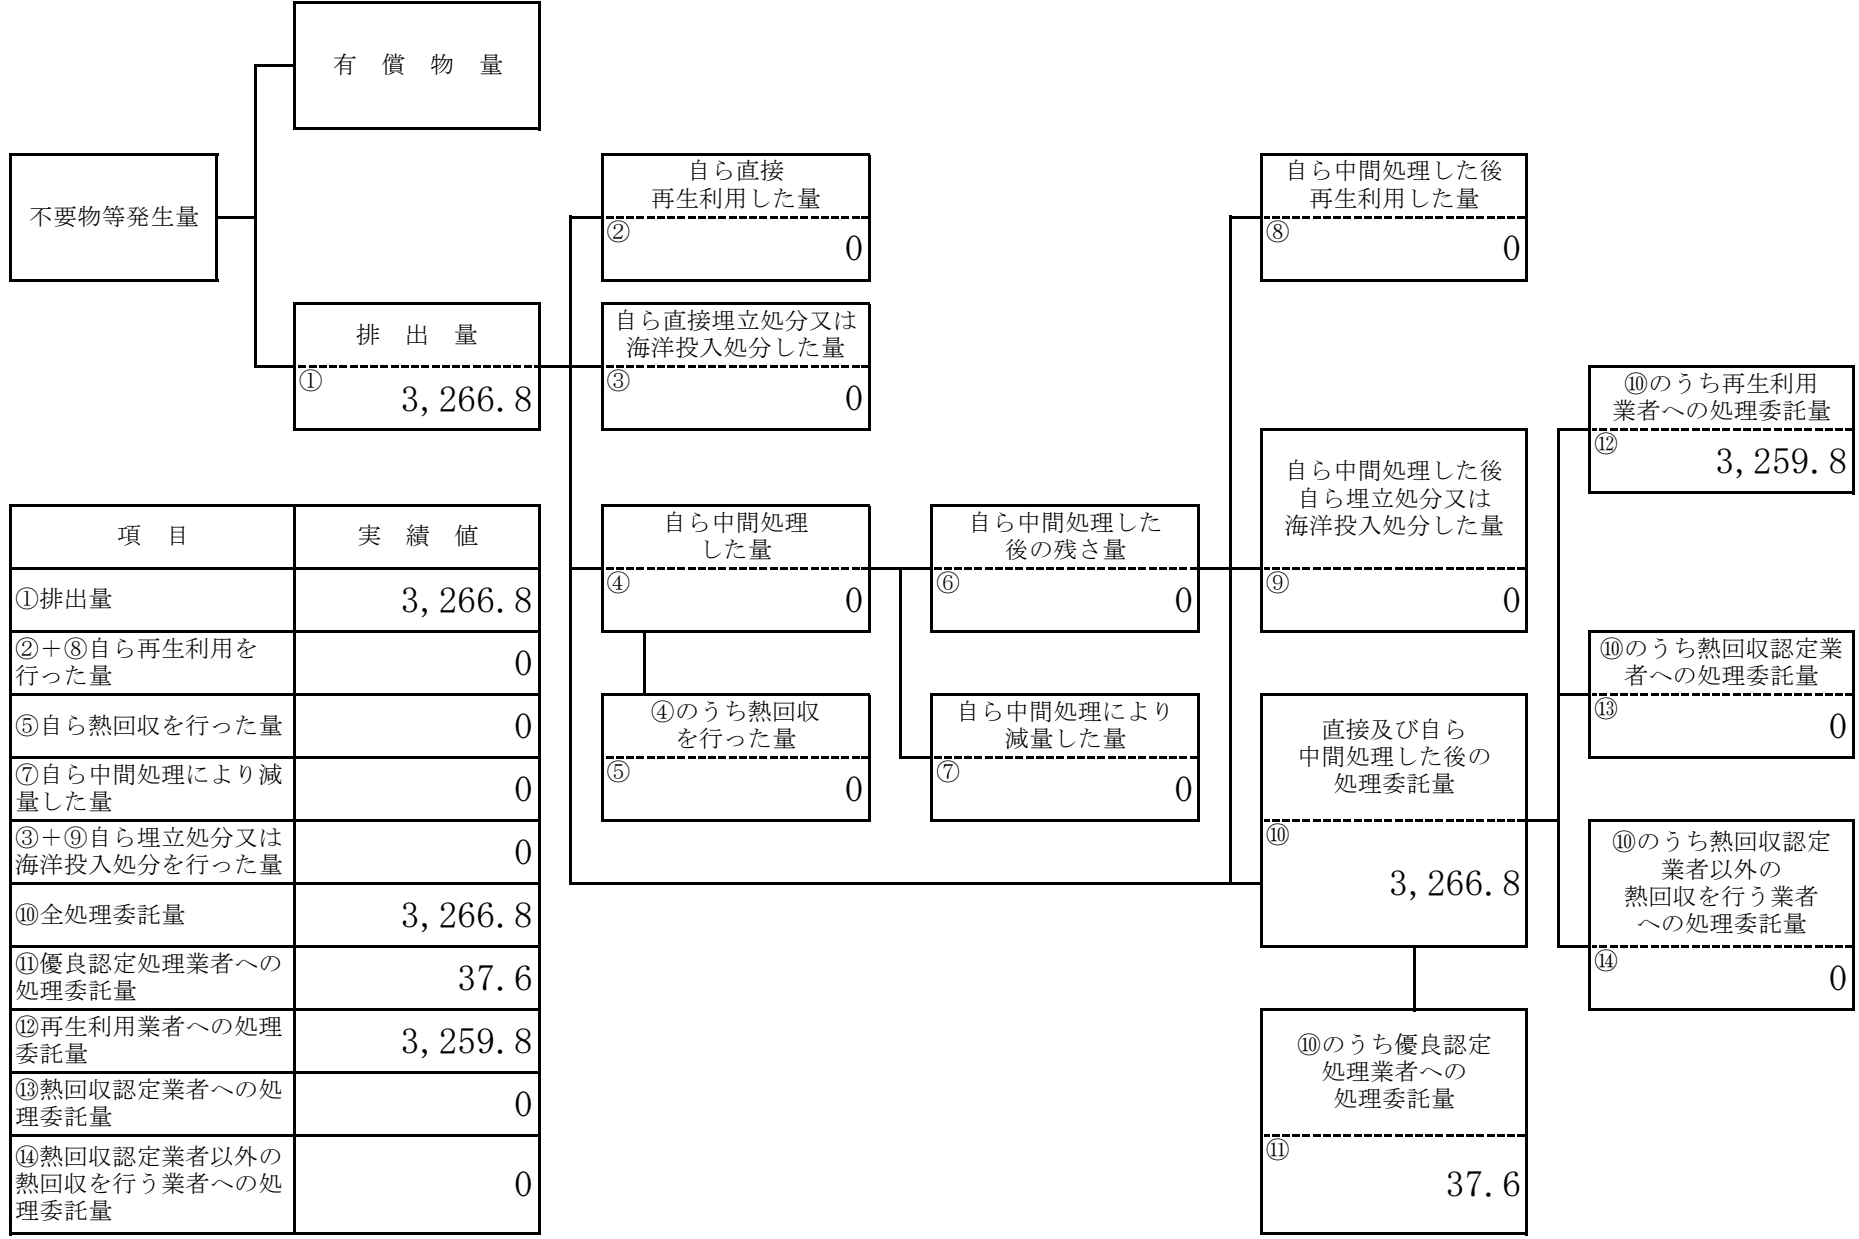 有 償 物 量
不要物等発生量
排 出 量
①
3,266.8
自ら直接
再生利用した量
②
0
自ら直接埋立処分又は
海洋投入処分した量
③
0
自ら中間処理
した量
④
0
④のうち熱回収
を行った量
⑤
0
自ら中間処理した
後の残さ量
⑥
0
自ら中間処理により
減量した量
⑦
0
自ら中間処理した後
再生利用した量
⑧
0
自ら中間処理した後
自ら埋立処分又は
海洋投入処分した量
⑨
0
直接及び自ら
中間処理した後の
処理委託量
⑩
3,266.8
⑩のうち優良認定
処理業者への
処理委託量
⑪
37.6
⑩のうち再生利用
業者への処理委託量
⑫
3,259.8
⑩のうち熱回収認定業
者への処理委託量
⑬
0
⑩のうち熱回収認定
業者以外の
熱回収を行う業者
への処理委託量
⑭
0
項 目 実 績 値
①排出量 3,266.8
②+⑧自ら再生利用を
行った量
0
⑤自ら熱回収を行った量 0
⑦自ら中間処理により減
量した量
0
③+⑨自ら埋立処分又は
海洋投入処分を行った量
0
⑩全処理委託量 3,266.8
⑪優良認定処理業者への
処理委託量
37.6
⑫再生利用業者への処理
委託量
3,259.8
⑬熱回収認定業者への処
理委託量
0
⑭熱回収認定業者以外の
熱回収を行う業者への処
理委託量
0